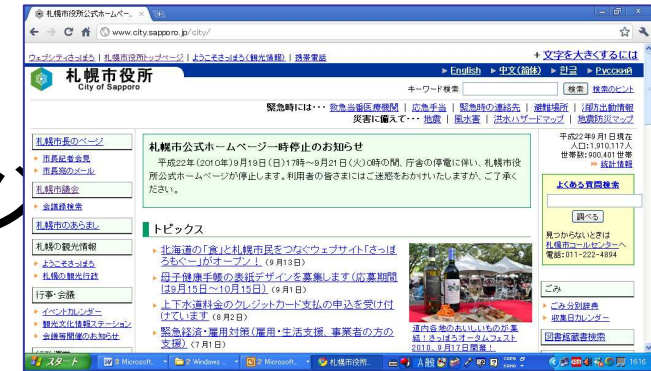 札幌市役所公式ホームペー
www.city.sapporo.jp/city/
ウェブシティさっぽろ | 札幌市役所トップページ | ようこそさっぽろ(観光情報) | 携帯電話
+ 文字を大きくするには
札幌市役所
City of Sapporo
English 中文(简体) 한글 Русский
キーワード検索 検索 検索のヒント
緊急時には・・・ 救急当番医療機関 | 応急手当 | 緊急時の連絡先 | 避難場所 | 消防出動情報
災害に備えて・・・ 地震 | 風水害 | 洪水ハザードマップ | 地震防災マップ
札幌市長のページ
市長記者会見
市長宛のメール
札幌市議会
会議録検索
札幌市のあらまし
札幌の観光情報
ようこそさっぽろ
札幌の観光行政
行事・会議
イベントカレンダー
観光文化情報ステーション
会議等開催のお知らせ
札幌市公式ホームページ一時停止のお知らせ
平成22年(2010年)9月19日(日)17時~9月21日(火)0時の間、庁舎の停電に伴い、札幌市役
所公式ホームページが停止します。利用者の皆さまにはご迷惑をおかけいたしますが、ご了承く
ださい。
トピックス
北海道の「食」と札幌市民をつなぐウェブサイト「さっぽ
ろもぐ~」がオープン! (9月13日)
母子健康手帳の表紙デザインを募集します(応募期間
は9月15日~10月15日) (9月1日)
上下水道料金のクレジットカード支払の申込を受け付
けています (8月2日)
緊急経済・雇用対策(雇用・生活支援、事業者の方の
支援) (7月1日)
道内各地のおいしいものが集
結!さっぽろオータムフェスト
2010、9月17日開幕!
平成22年9月1日現在
人口:1,910,117人
世帯数:900,401世帯
統計情報
よくある質問検索
調べる
見つからないときは
札幌市コールセンターへ
電話:011-222-4894
ごみ
ごみ分別辞典
収集日カレンダー
図書館蔵書検索
スタート 3 Microsoft... 2 Windows... 2 Microsoft... 札幌市役所... A 般 CAPS KANA 16:16